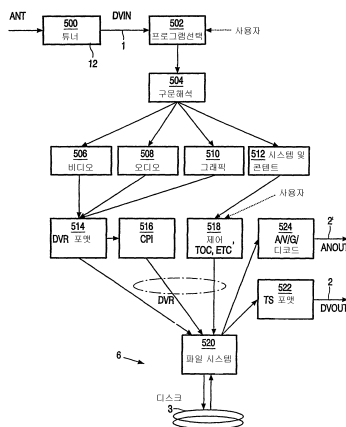 ANT
500
튜너
12
DVIN
1
502
프로그램선택
사용자
504
구문해석
506
비디오
508
오디오
510
그래픽
512 시스템 및
콘텐트
사용자
514
DVR 포맷
516
CPI
518
제어
TOC, ETC
524
A/V/G/
디코드
2'
ANOUT
DVR
522
TS 포맷
2
DVOUT
520
파일 시스템
6
디스크
3